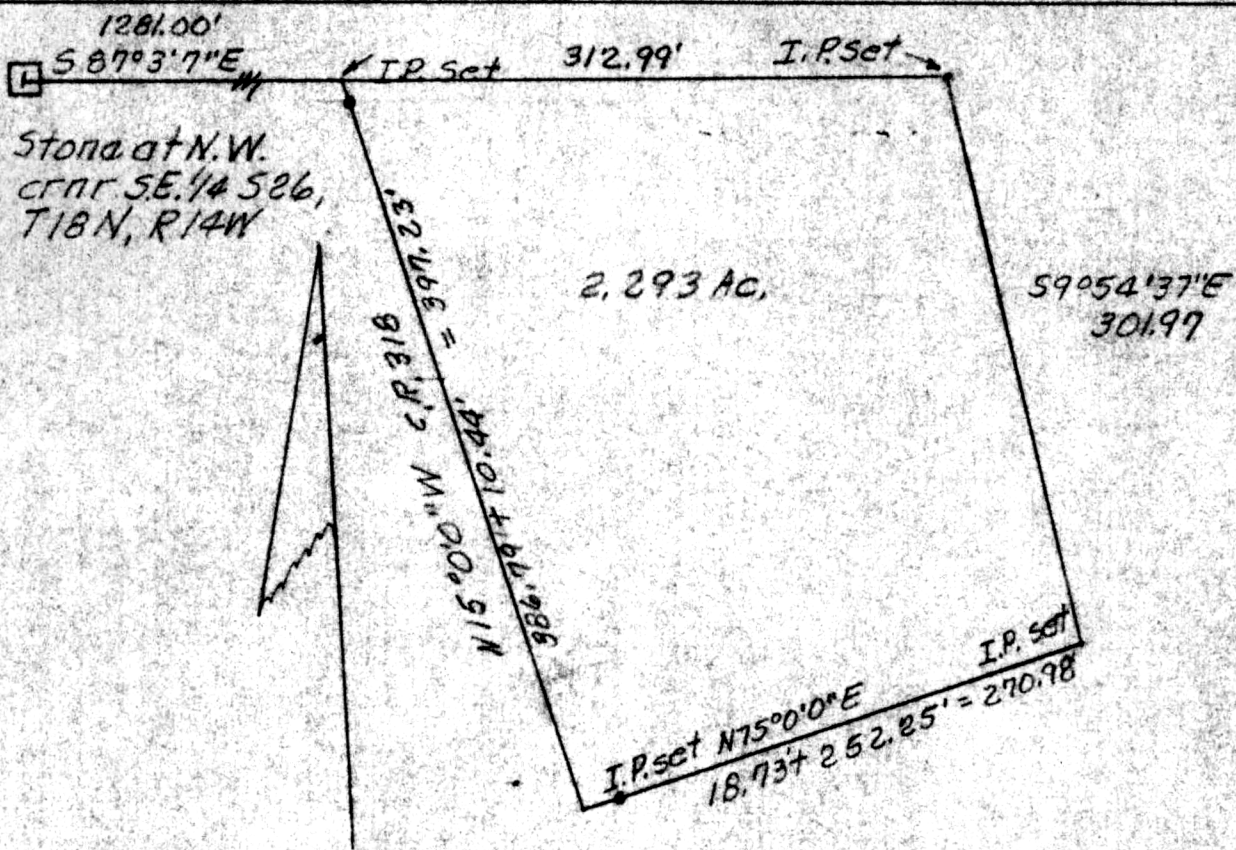 1281.00'
S 87°3'7"E
I.P. set
312.99'
I.P. set
Stone at N.W.
crnr S.E. 1/4 S26,
T18N, R14W
2.293 Ac.
S9°54'37"E
301.97
N15°0'0"W C.R. 318
386.79'+ 10.44' = 397.23'
I.P. set N75°0'0"E
I.P. set
18.73'+ 252.25' = 270.98'